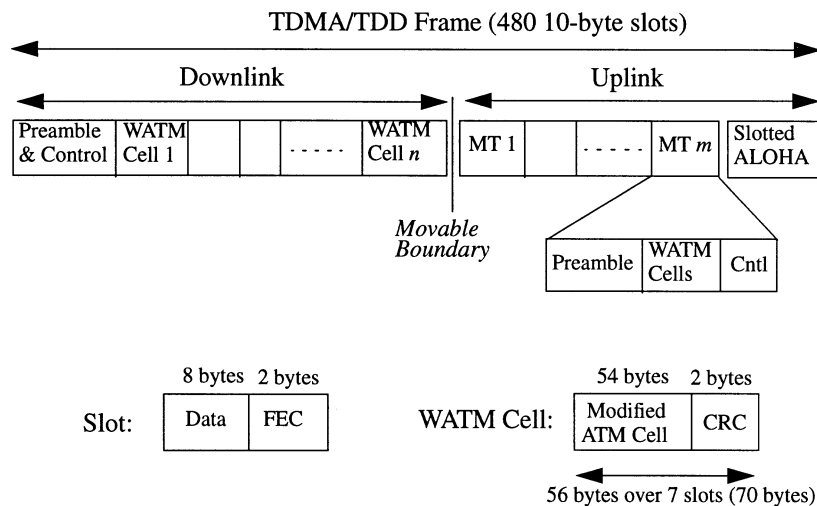 TDMA/TDD Frame (480 10-byte slots)
Downlink
Uplink
Preamble
& Control
WATM
Cell 1
- - - - -
WATM
Cell n
MT 1
- - - - -
MT m
Slotted
ALOHA
Movable
Boundary
Preamble
WATM
Cells
Cntl
8 bytes 2 bytes
Slot:
Data
FEC
54 bytes 2 bytes
WATM Cell:
Modified
ATM Cell
CRC
56 bytes over 7 slots (70 bytes)